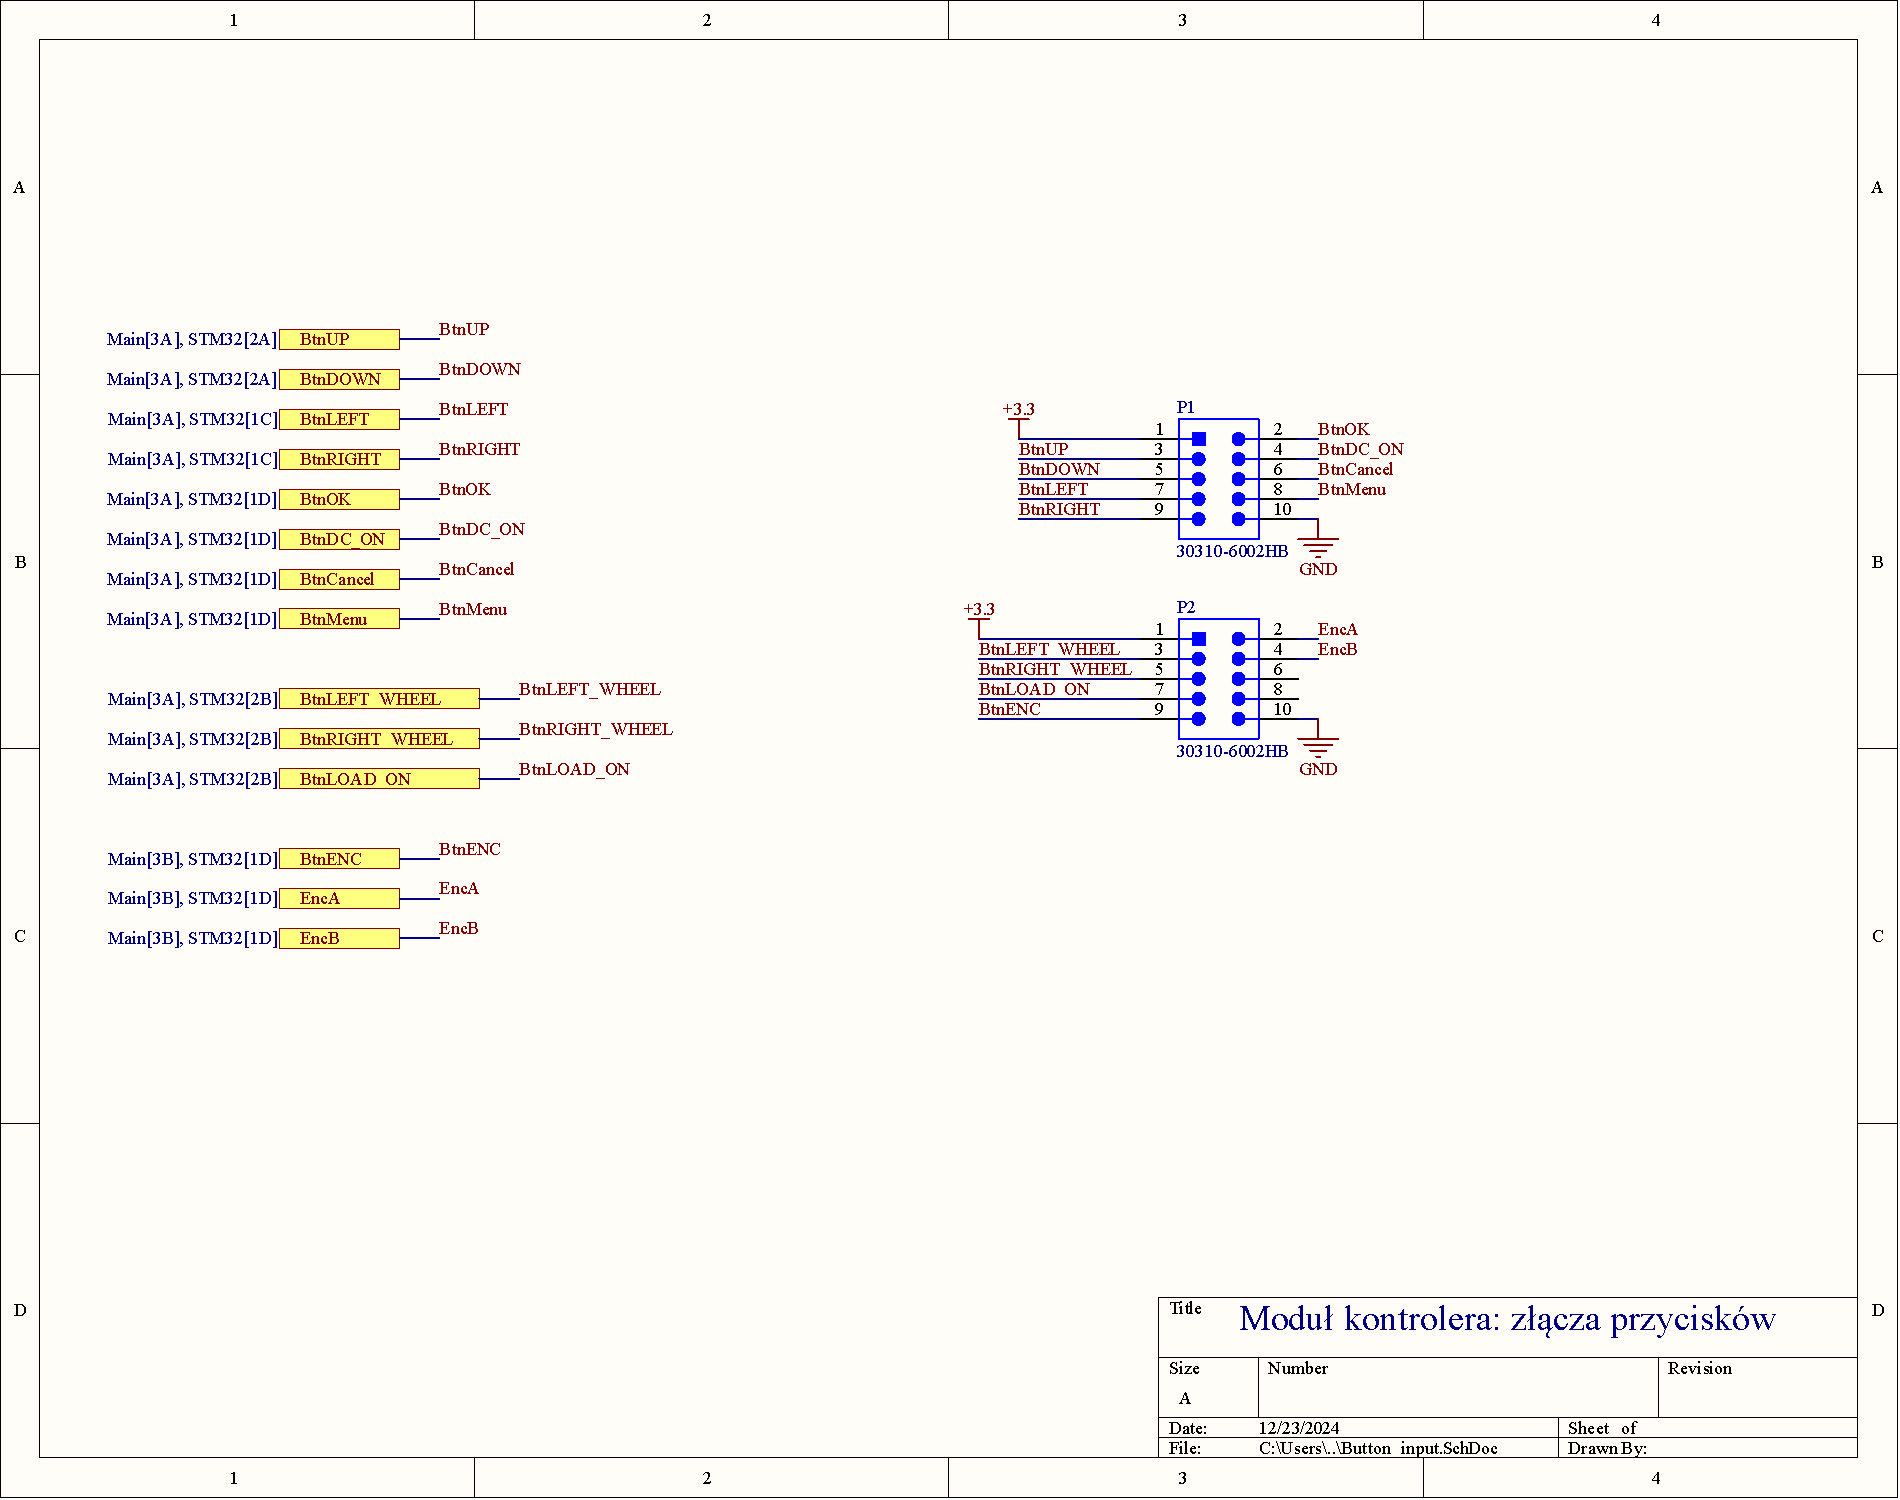 1 2 3 4
A A
Main[3A], STM32[2A] BtnUP BtnUP
Main[3A], STM32[2A] BtnDOWN BtnDOWN
Main[3A], STM32[1C] BtnLEFT BtnLEFT
Main[3A], STM32[1C] BtnRIGHT BtnRIGHT
Main[3A], STM32[1D] BtnOK BtnOK
Main[3A], STM32[1D] BtnDC_ON BtnDC_ON
Main[3A], STM32[1D] BtnCancel BtnCancel
Main[3A], STM32[1D] BtnMenu BtnMenu
Main[3A], STM32[2B] BtnLEFT_WHEEL BtnLEFT_WHEEL
Main[3A], STM32[2B] BtnRIGHT_WHEEL BtnRIGHT_WHEEL
Main[3A], STM32[2B] BtnLOAD_ON BtnLOAD_ON
Main[3B], STM32[1D] BtnENC BtnENC
Main[3B], STM32[1D] EncA EncA
Main[3B], STM32[1D] EncB EncB
+3.3 P1
1 2 BtnOK
BtnUP 3 4 BtnDC_ON
BtnDOWN 5 6 BtnCancel
BtnLEFT 7 8 BtnMenu
BtnRIGHT 9 10
30310-6002HB
GND
+3.3 P2
1 2 EncA
BtnLEFT_WHEEL 3 4 EncB
BtnRIGHT_WHEEL 5 6
BtnLOAD_ON 7 8
BtnENC 9 10
30310-6002HB
GND
B B
C C
D D
Title Moduł kontrolera: złącza przycisków
Size Number Revision
A
Date: 12/23/2024 Sheet of
File: C:\Users\..\Button_input.SchDoc Drawn By:
1 2 3 4